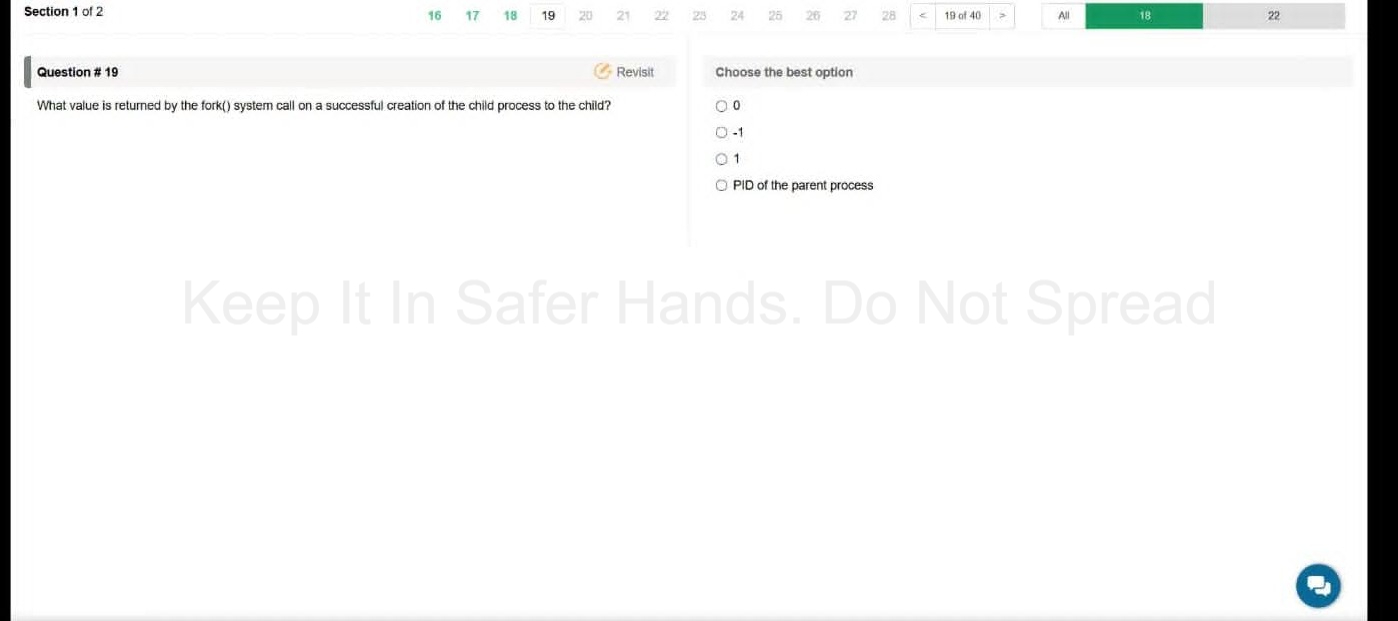 Section 1 of 2
16 17 18 19 20 21 22 23 24 25 26 27 28 < 19 of 40 > All 18 22
Question # 19
Revisit
What value is returned by the fork() system call on a successful creation of the child process to the child?
Choose the best option
0
-1
1
PID of the parent process
Keep It In Safer Hands. Do Not Spread